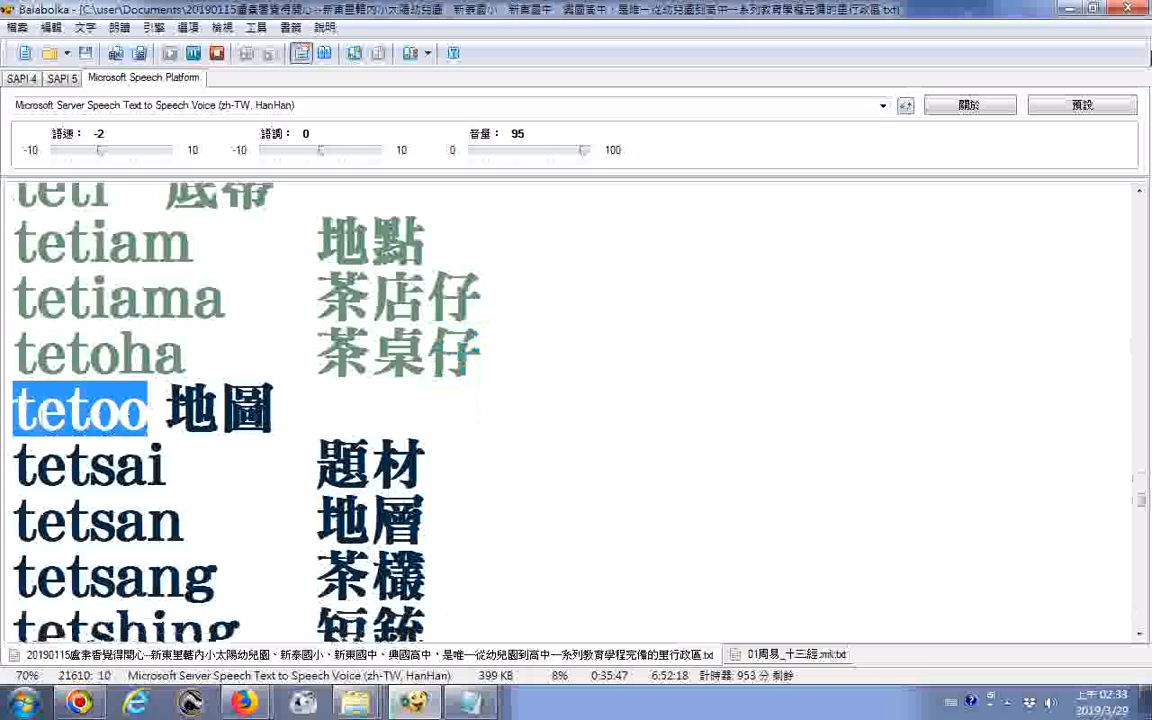 Balabolka - [C:\user\Documents\20190115盧崇香覺得開心--新東里轄內小太陽幼兒園、新泰國小、新東國中、興國高中，是唯一從幼兒園到高中一系列教育學程完備的里行政區.txt]
檔案 編輯 文字 朗讀 引擎 選項 檢視 工具 書籤 說明
SAPI 4 SAPI 5 Microsoft Speech Platform
Microsoft Server Speech Text to Speech Voice (zh-TW, HanHan) 關於 預設
語速： -2 語調： 0 音量： 95
-10 10 -10 10 0 100
teti 底帝
tetiam 地點
tetiama 茶店仔
tetoha 茶桌仔
tetoo 地圖
tetsai 題材
tetsan 地層
tetsang 茶欉
tetshing 短銃
20190115盧崇香覺得開心--新東里轄內小太陽幼兒園、新泰國小、新東國中、興國高中，是唯一從幼兒園到高中一系列教育學程完備的里行政區.txt 01周易_十三經.mk.txt
70% 21610: 10 Microsoft Server Speech Text to Speech Voice (zh-TW, HanHan) 399 KB 8% 0:35:47 6:52:18 計時器: 953 分 剩餘
上午 02:33
2019/3/29